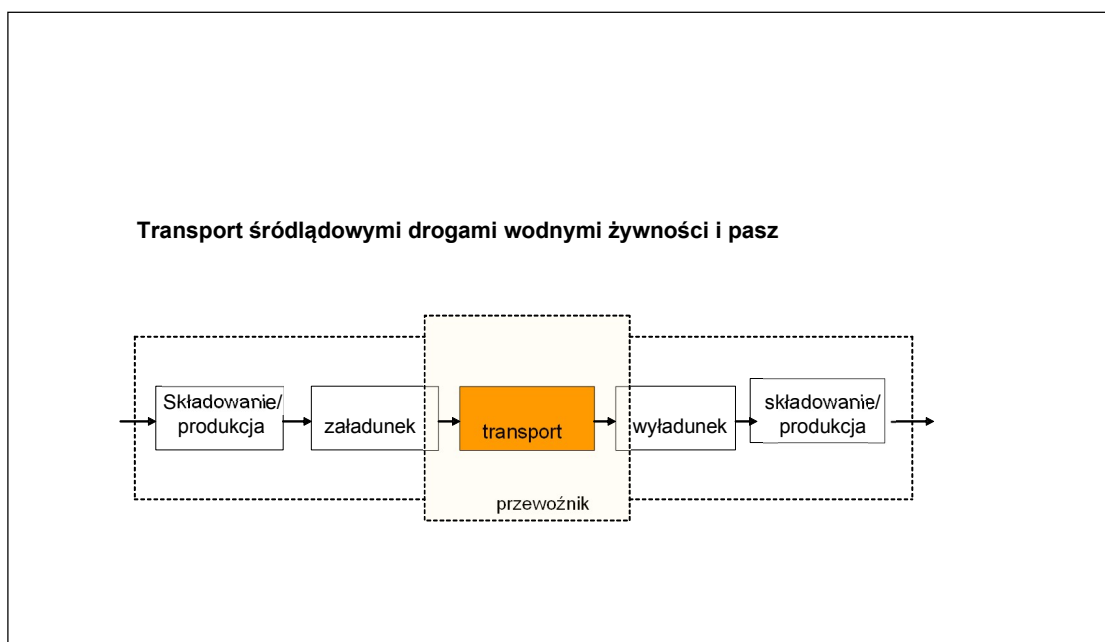 Transport śródlądowymi drogami wodnymi żywności i pasz
Składowanie/
produkcja
załadunek
transport
wyładunek
składowanie/
produkcja
przewoźnik